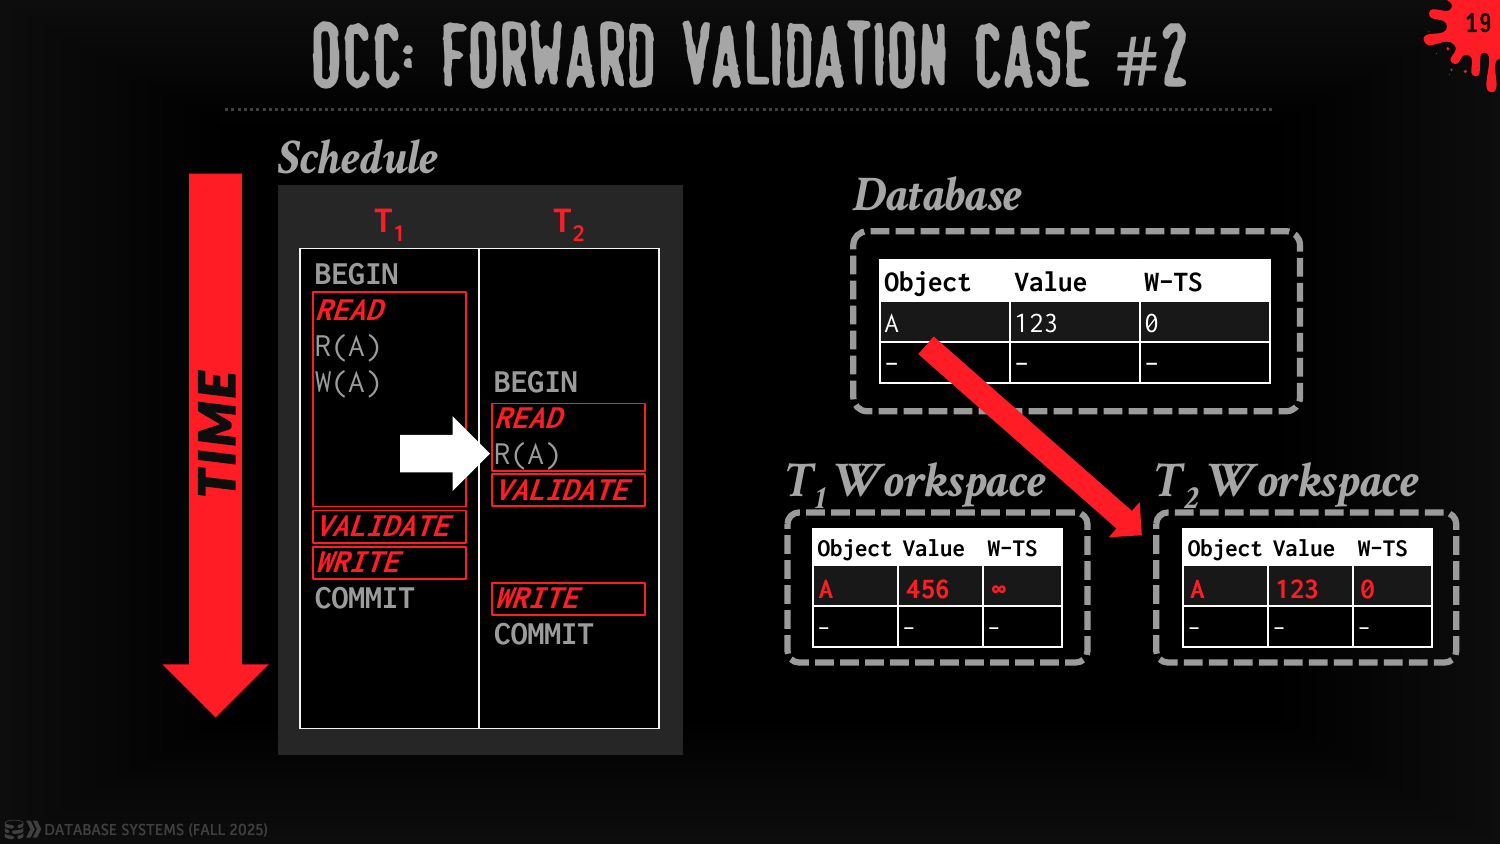 OCC: FORWARD VALIDATION CASE #2
19
Schedule
T1 T2
BEGIN
READ
R(A)
W(A)
VALIDATE
WRITE
COMMIT
BEGIN
READ
R(A)
VALIDATE
WRITE
COMMIT
TIME
Database
Object Value W-TS
A 123 0
- - -
T1 Workspace
Object Value W-TS
A 456 ∞
- - -
T2 Workspace
Object Value W-TS
A 123 0
- - -
DATABASE SYSTEMS (FALL 2025)